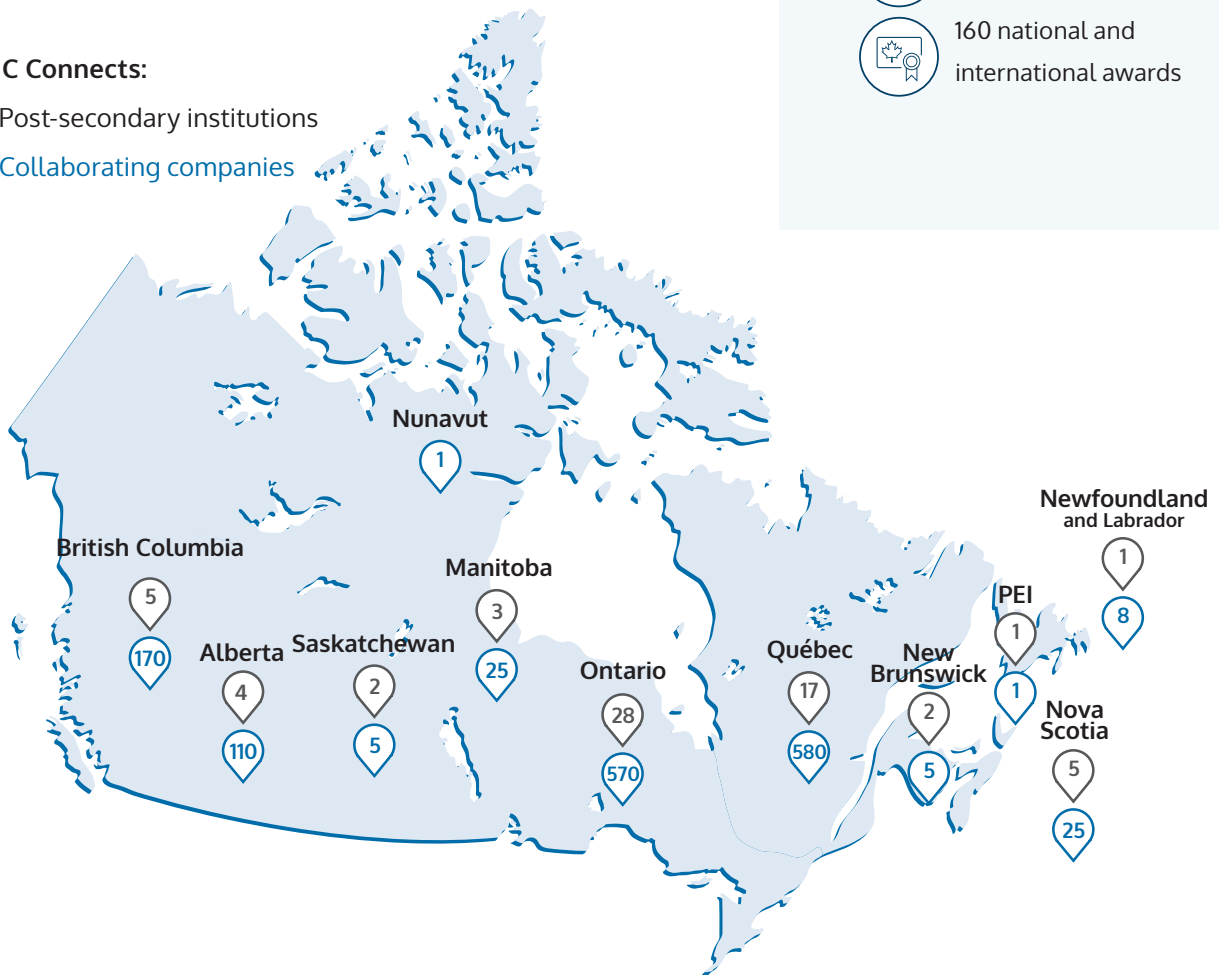 160 national and
international awards
C Connects:
Post-secondary institutions
Collaborating companies
Nunavut
1
British Columbia
5
170
Alberta
4
110
Saskatchewan
2
5
Manitoba
3
25
Ontario
28
570
Québec
17
580
New
Brunswick
2
5
PEI
1
1
Newfoundland
and Labrador
1
8
Nova
Scotia
5
25